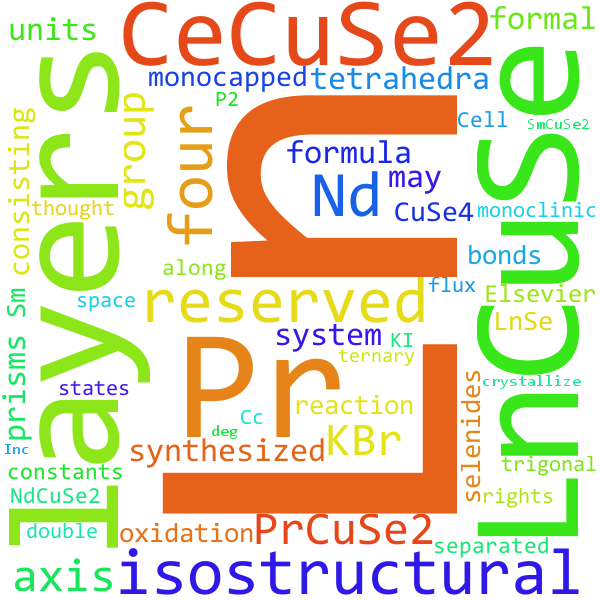 units
CeCuSe2
formal
monocapped
tetrahedra
P2
Cell
SmCuSe2
layers
group
four
consisting
formula
may
Nd
CuSe4
Ln
LnCuSe
monoclinic
thought
bonds
along
space
reserved
flux
Elsevier
LnSe
Sm
prisms
system
KI
ternary
Pr
states
crystallize
reaction
selenides
Cc
deg
KBr
Inc
synthesized
trigonal
constants
NdCuSe2
rights
double
oxidation
PrCuSe2
separated
axis
isostructural